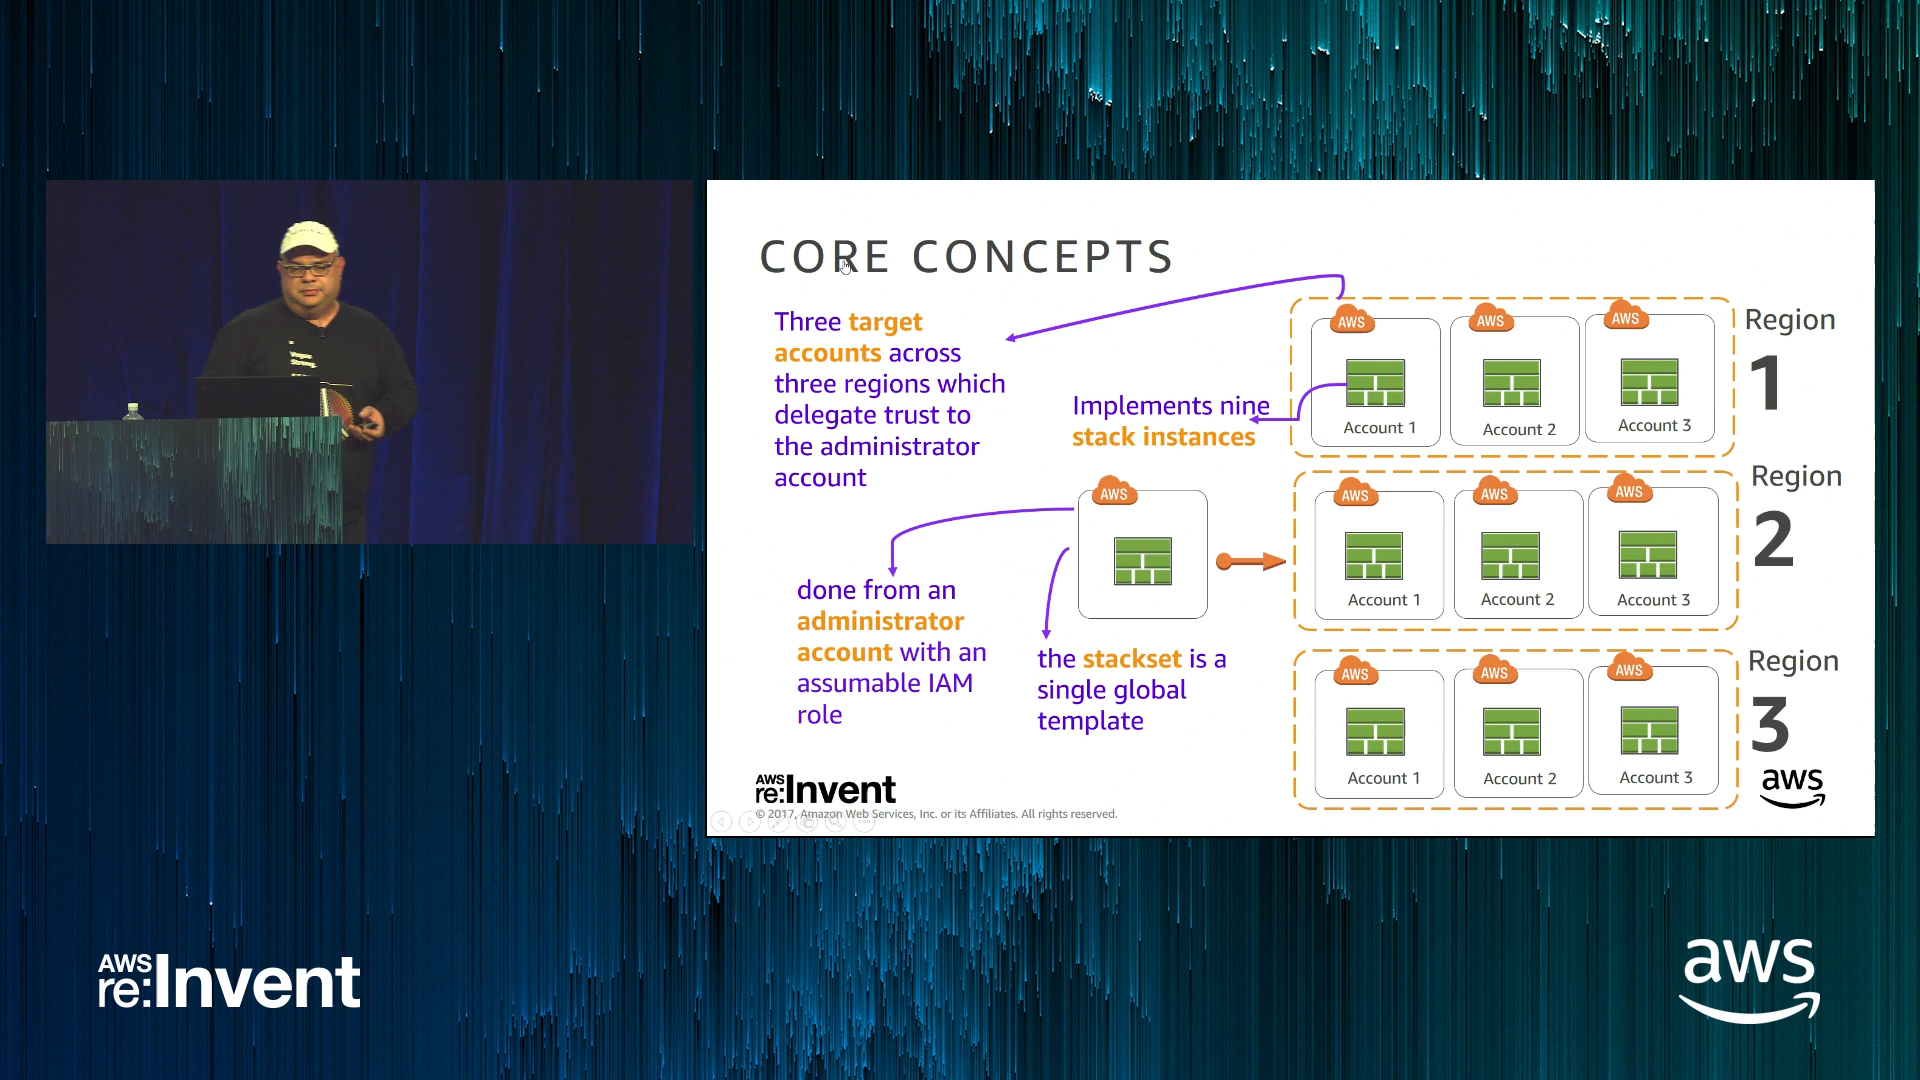 CORE CONCEPTS
Three target
accounts across
three regions which
delegate trust to
the administrator
account
Implements nine
stack instances
AWS
done from an
administrator
account with an
assumable IAM
role
the stackset is a
single global
template
AWS
AWS
AWS
Account 1
Account 2
Account 3
Region
1
AWS
AWS
AWS
Account 1
Account 2
Account 3
Region
2
AWS
AWS
AWS
Account 1
Account 2
Account 3
Region
3
AWS
re:Invent
© 2017, Amazon Web Services, Inc. or its Affiliates. All rights reserved.
aws
Vegas
Strong.
AWS
re:Invent
aws